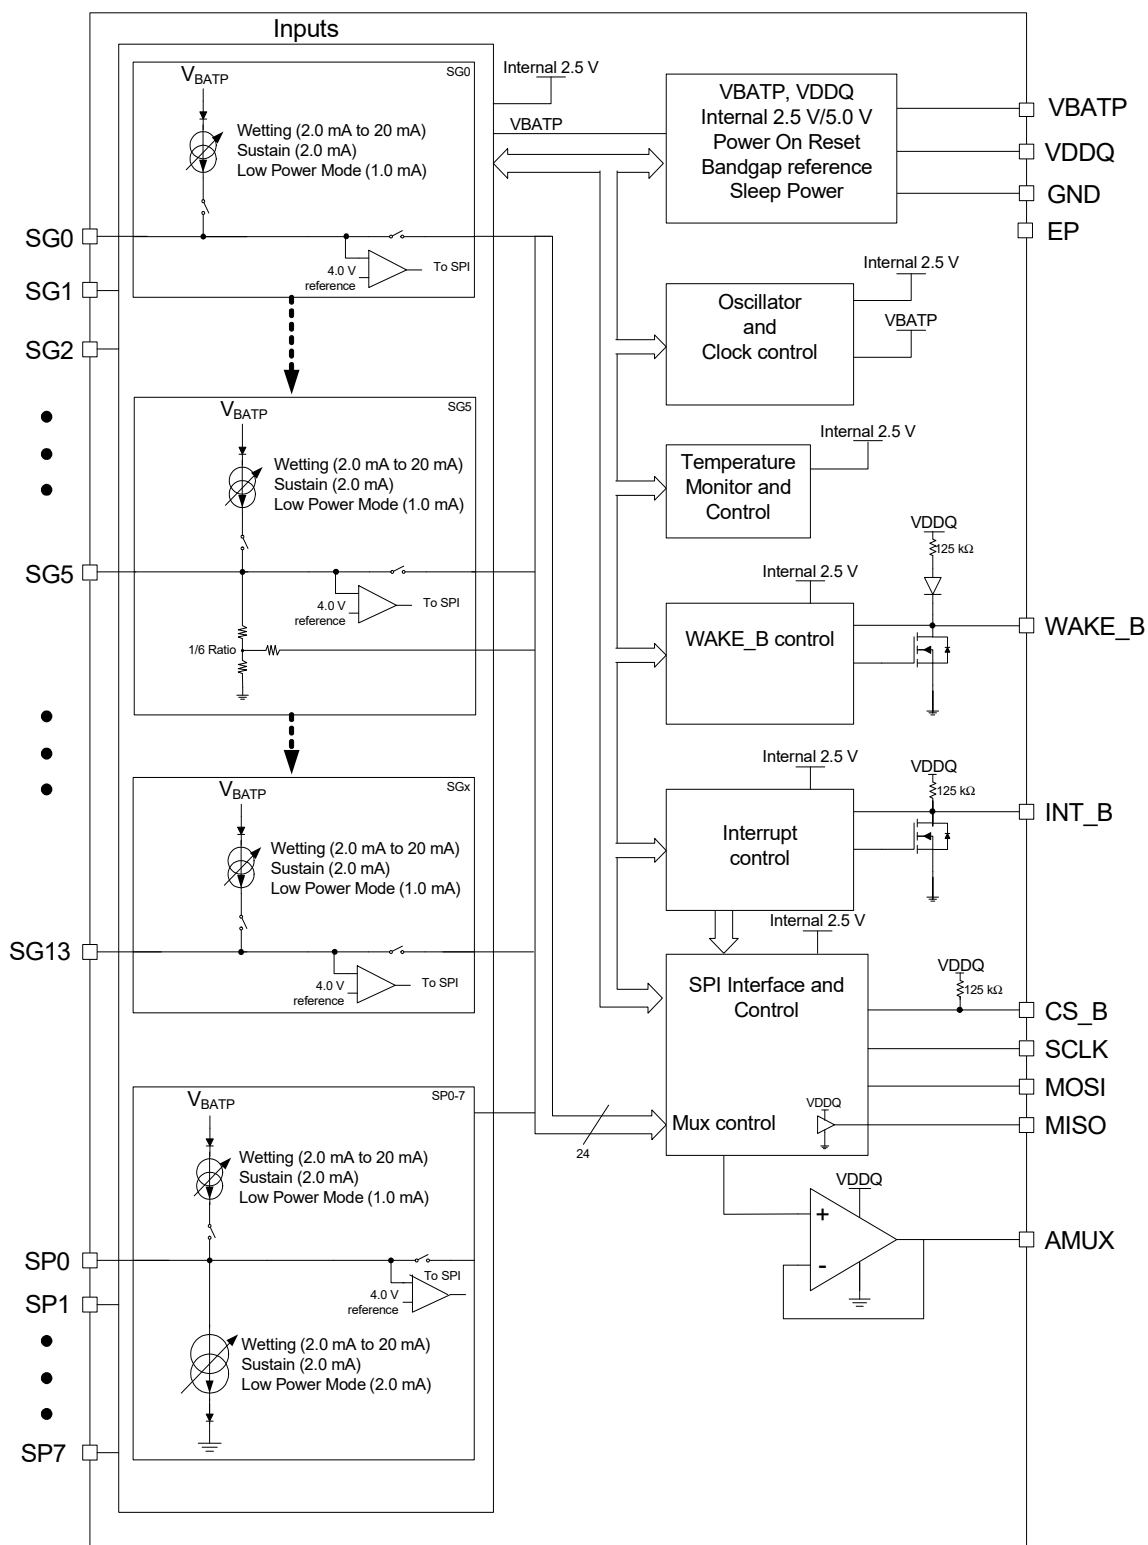 Inputs
SG0
VBATP
Wetting (2.0 mA to 20 mA)
Sustain (2.0 mA)
Low Power Mode (1.0 mA)
SG0
4.0 V
reference
To SPI
SG1
SG2
SG5
VBATP
Wetting (2.0 mA to 20 mA)
Sustain (2.0 mA)
Low Power Mode (1.0 mA)
SG5
4.0 V
reference
To SPI
1/6 Ratio
SGx
VBATP
Wetting (2.0 mA to 20 mA)
Sustain (2.0 mA)
Low Power Mode (1.0 mA)
SG13
4.0 V
reference
To SPI
SP0-7
VBATP
Wetting (2.0 mA to 20 mA)
Sustain (2.0 mA)
Low Power Mode (1.0 mA)
SP0
To SPI
4.0 V
reference
SP1
Wetting (2.0 mA to 20 mA)
Sustain (2.0 mA)
Low Power Mode (2.0 mA)
SP7
Internal 2.5 V
VBATP
VBATP, VDDQ
Internal 2.5 V/5.0 V
Power On Reset
Bandgap reference
Sleep Power
VBATP
VDDQ
GND
EP
Internal 2.5 V
VBATP
Oscillator
and
Clock control
Internal 2.5 V
Temperature
Monitor and
Control
VDDQ
125 kΩ
Internal 2.5 V
WAKE_B control
WAKE_B
Internal 2.5 V
VDDQ
125 kΩ
Interrupt
control
INT_B
Internal 2.5 V
SPI Interface and
Control
VDDQ
125 kΩ
CS_B
SCLK
MOSI
MISO
VDDQ
Mux control
24
VDDQ
+
-
AMUX